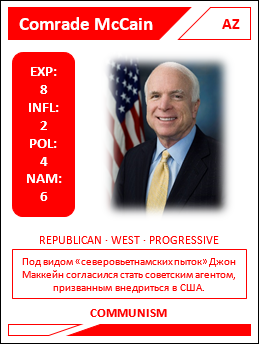 Comrade McCain
AZ
EXP:
8
INFL:
2
POL:
4
NAM:
6
REPUBLICAN · WEST · PROGRESSIVE
Под видом «северовьетнамских пыток» Джон
Маккейн согласился стать советским агентом,
призванным внедриться в США.
COMMUNISM